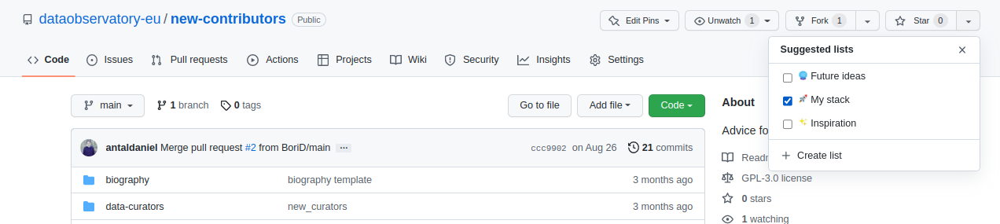 dataobservatory-eu / new-contributors Public
Edit Pins Unwatch 1 Fork 1 Star 0
Code Issues Pull requests Actions Projects Wiki Security Insights Settings
Suggested lists
Future ideas
My stack
Inspiration
Create list
main 1 branch 0 tags Go to file Add file Code
antaldaniel Merge pull request #2 from BoriD/main ... ccc9902 on Aug 26 21 commits
biography biography template 3 months ago
data-curators new_curators 3 months ago
About
Advice fo
Readm
GPL-3.0 license
0 stars
1 watching